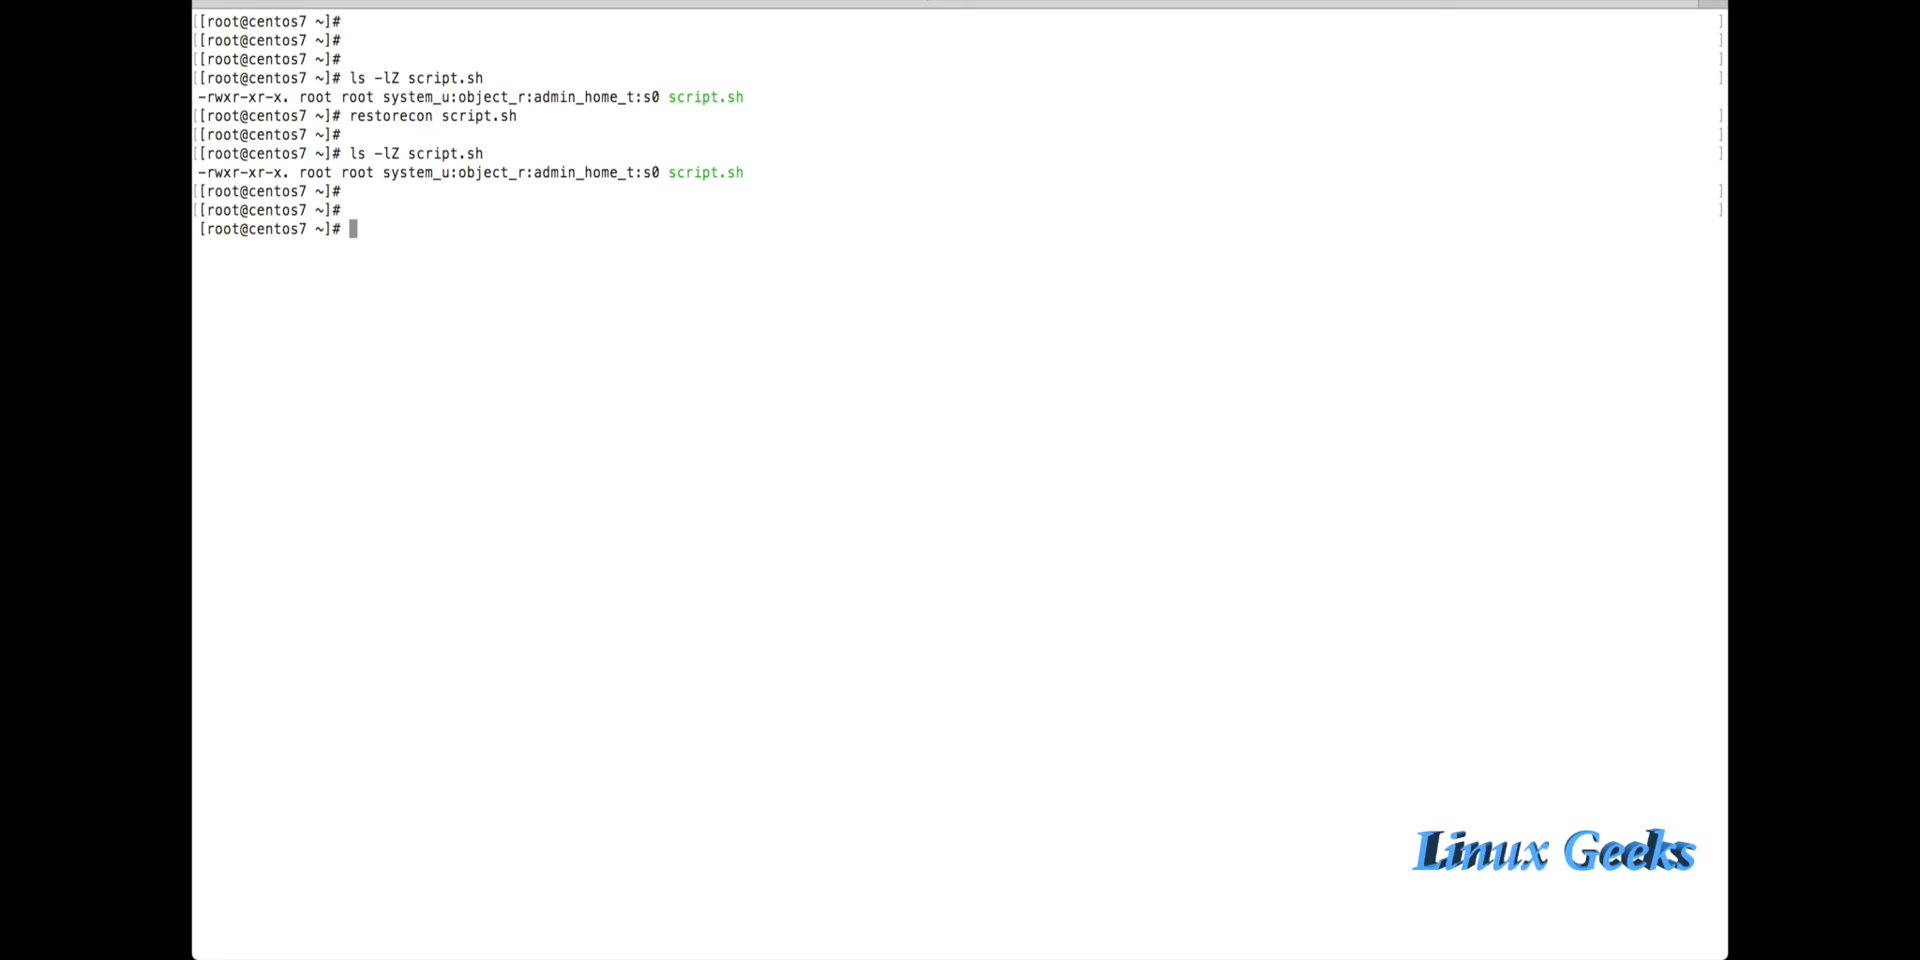 [[root@centos7 ~]# ]
[[root@centos7 ~]# ]
[[root@centos7 ~]# ]
[[root@centos7 ~]# ls -lZ script.sh ]
-rwxr-xr-x. root root system_u:object_r:admin_home_t:s0 script.sh
[[root@centos7 ~]# restorecon script.sh ]
[[root@centos7 ~]# ]
[[root@centos7 ~]# ls -lZ script.sh ]
-rwxr-xr-x. root root system_u:object_r:admin_home_t:s0 script.sh
[[root@centos7 ~]# ]
[[root@centos7 ~]# ]
[root@centos7 ~]#
Linux Geeks